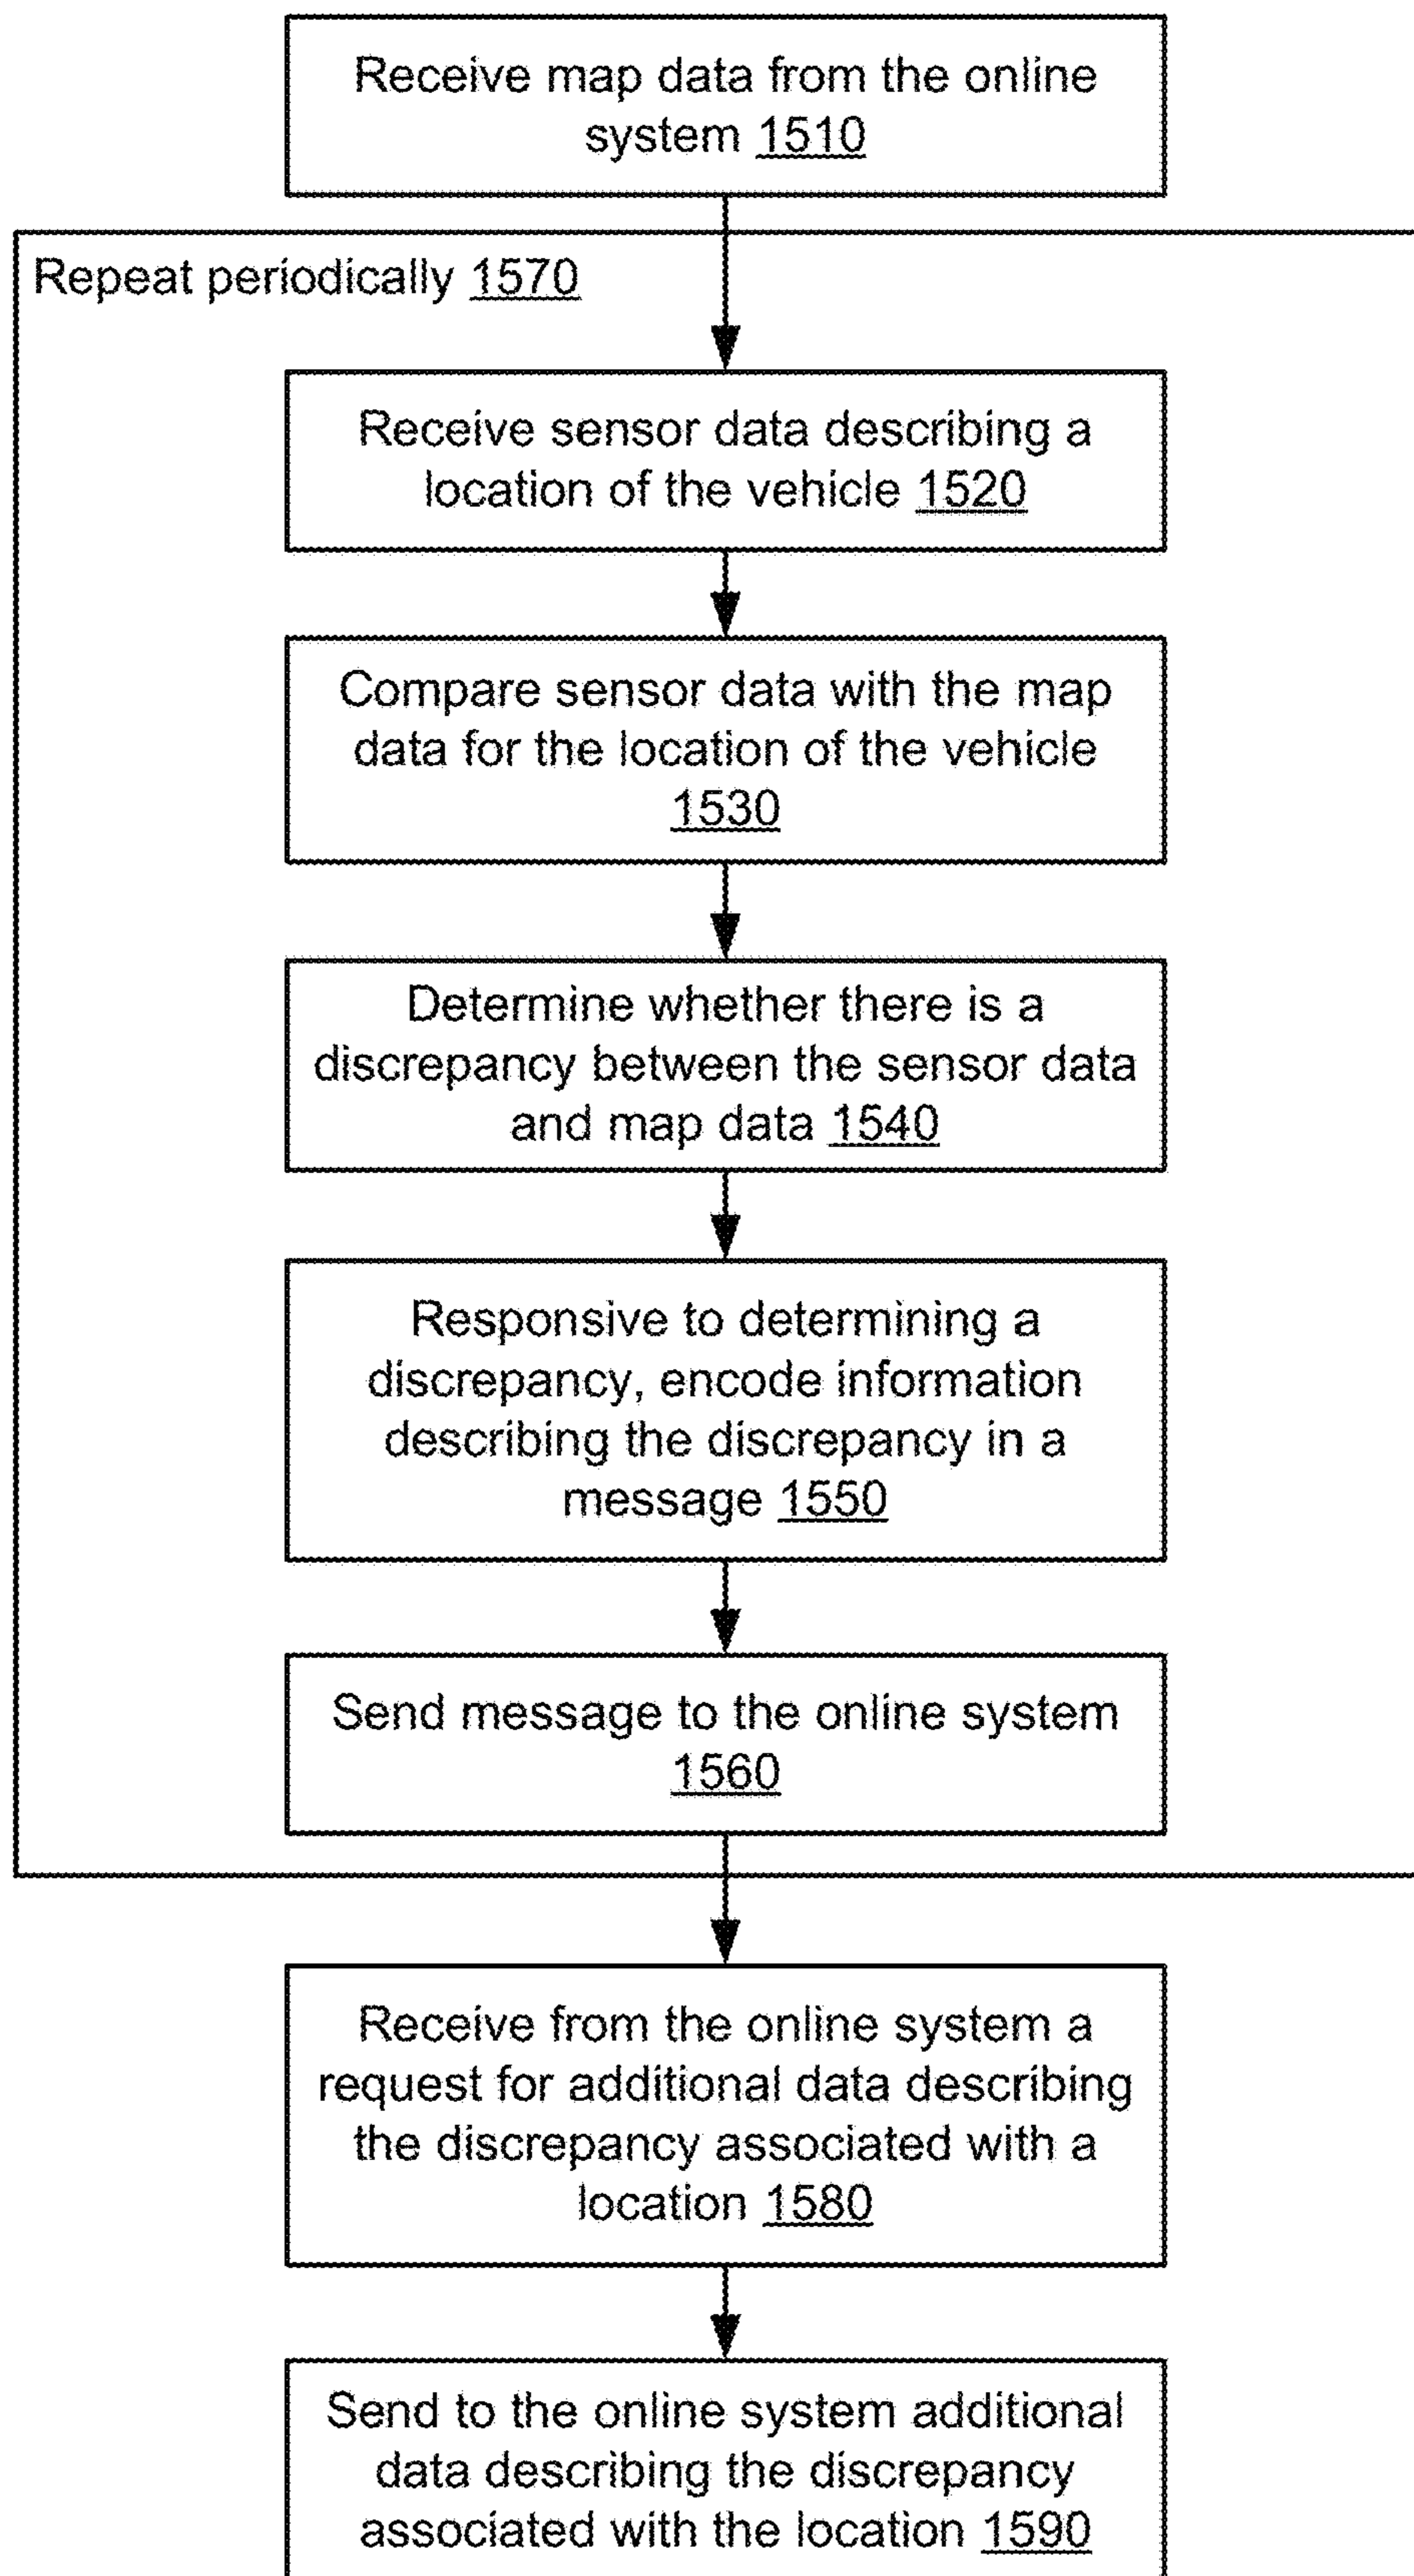 Receive map data from the online
system 1510
Repeat periodically 1570
Receive sensor data describing a
location of the vehicle 1520
Compare sensor data with the map
data for the location of the vehicle
1530
Determine whether there is a
discrepancy between the sensor data
and map data 1540
Responsive to determining a
discrepancy, encode information
describing the discrepancy in a
message 1550
Send message to the online system
1560
Receive from the online system a
request for additional data describing
the discrepancy associated with a
location 1580
Send to the online system additional
data describing the discrepancy
associated with the location 1590